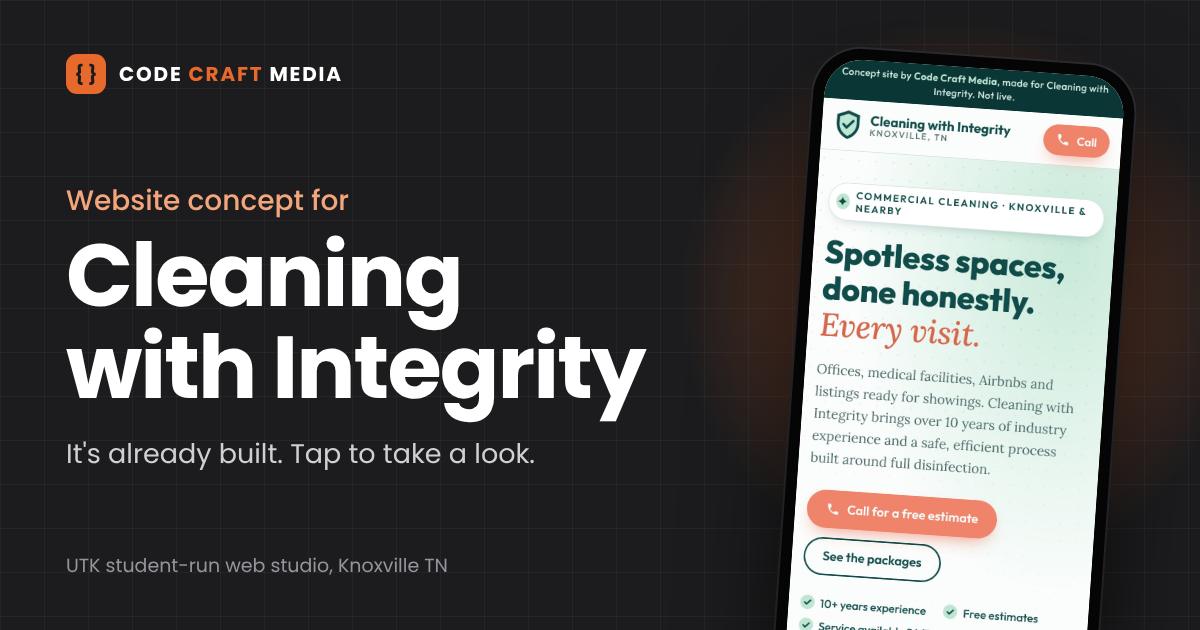 { } CODE CRAFT MEDIA
Website concept for
Cleaning
with Integrity
It's already built. Tap to take a look.
UTK student-run web studio, Knoxville TN
Concept site by Code Craft Media, made for Cleaning with
Integrity. Not live.
Cleaning with Integrity
KNOXVILLE, TN
Call
COMMERCIAL CLEANING · KNOXVILLE &
NEARBY
Spotless spaces,
done honestly.
Every visit.
Offices, medical facilities, Airbnbs and
listings ready for showings. Cleaning with
Integrity brings over 10 years of industry
experience and a safe, efficient process
built around full disinfection.
Call for a free estimate
See the packages
10+ years experience
Free estimates
Service available